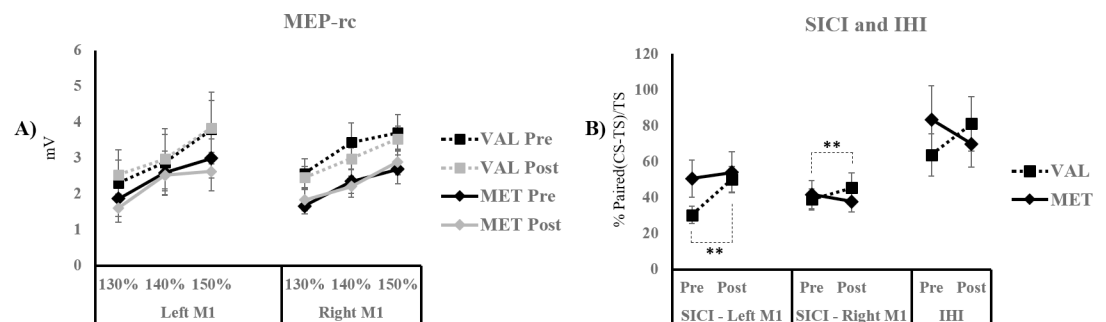 MEP-rc
A)
mV
6
5
4
3
2
1
0
130% 140% 150%
Left M1
130% 140% 150%
Right M1
VAL Pre
VAL Post
MET Pre
MET Post
SICI and IHI
B)
% Paired(CS-TS)/TS
120
100
80
60
40
20
0
**
**
Pre Post
SICI - Left M1
Pre Post
SICI - Right M1
Pre Post
IHI
VAL
MET